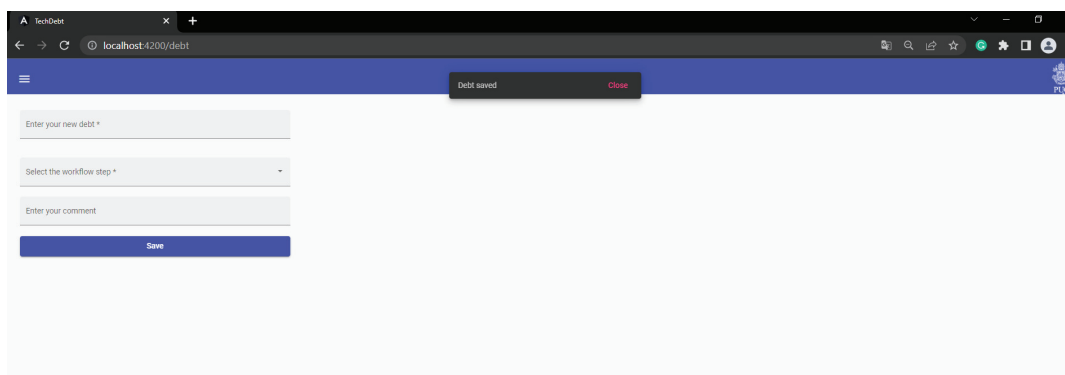 TechDebt
localhost:4200/debt
Debt saved Close
Enter your new debt *
Select the workflow step *
Enter your comment
Save